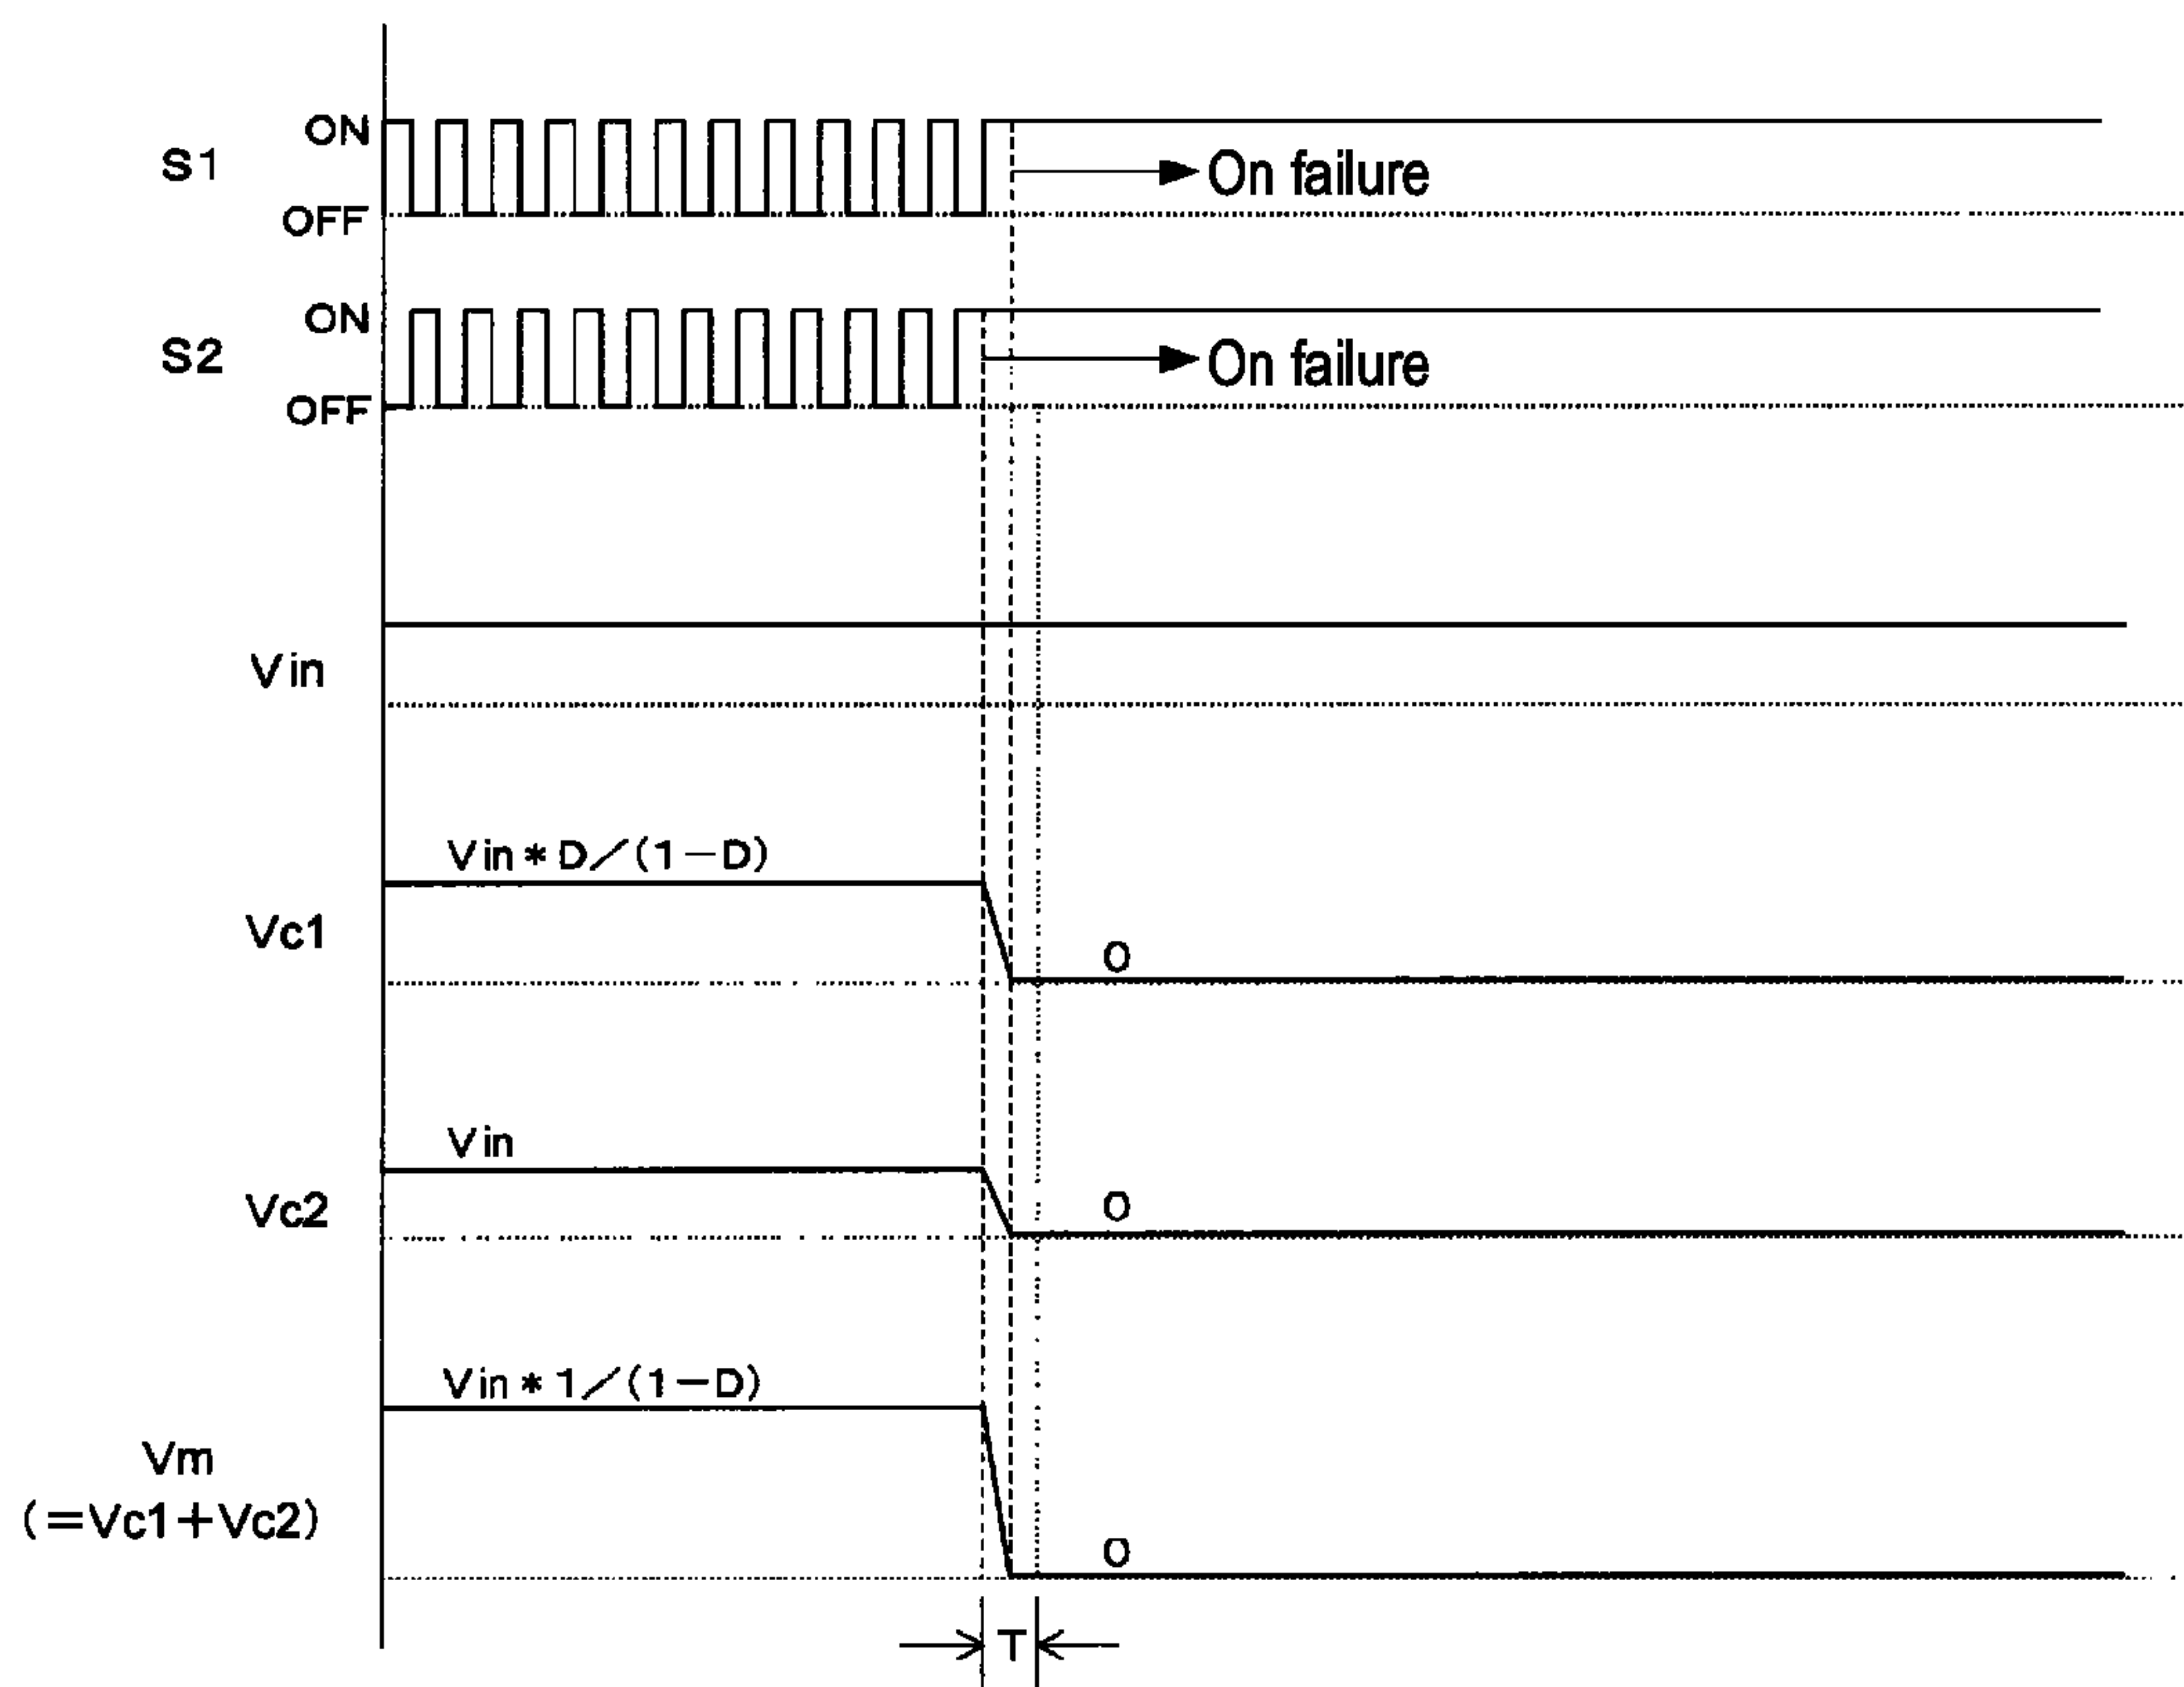 ON
S1
On failure
OFF
ON
S2
On failure
OFF
Vin
Vin*D/(1-D)
Vc1
0
Vin
Vc2
0
Vin*1/(1-D)
Vm
(=Vc1+Vc2)
0
T